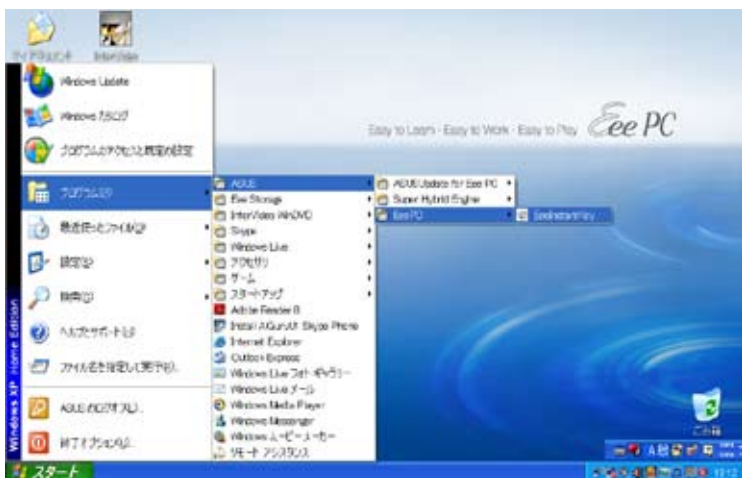 マイ ドキュメント
InterVideo
Windows Update
Windows カタログ
プログラムのアクセスと既定の設定
プログラム(P)
最近使ったファイル(D)
設定(S)
検索(C)
ヘルプとサポート(H)
ファイル名を指定して実行(R)...
ASUS のログオフ(L)...
終了オプション(U)...
Windows XP Home Edition
スタート
ASUS
Eee Storage
InterVideo WinDVD
Skype
Windows Live
アクセサリ
ゲーム
スタートアップ
Adobe Reader 8
Internet Explorer
Outlook Express
Windows Live フォト ギャラリー
Windows Live メール
Windows Media Player
Windows Messenger
Windows ムービー メーカー
リモート アシスタンス
ASUSUpdate for Eee PC
Super Hybrid Engine
Eee PC
EeeInstantKey
Easy to Learn · Easy to Work · Easy to Play
Eee PC
ごみ箱
A 般